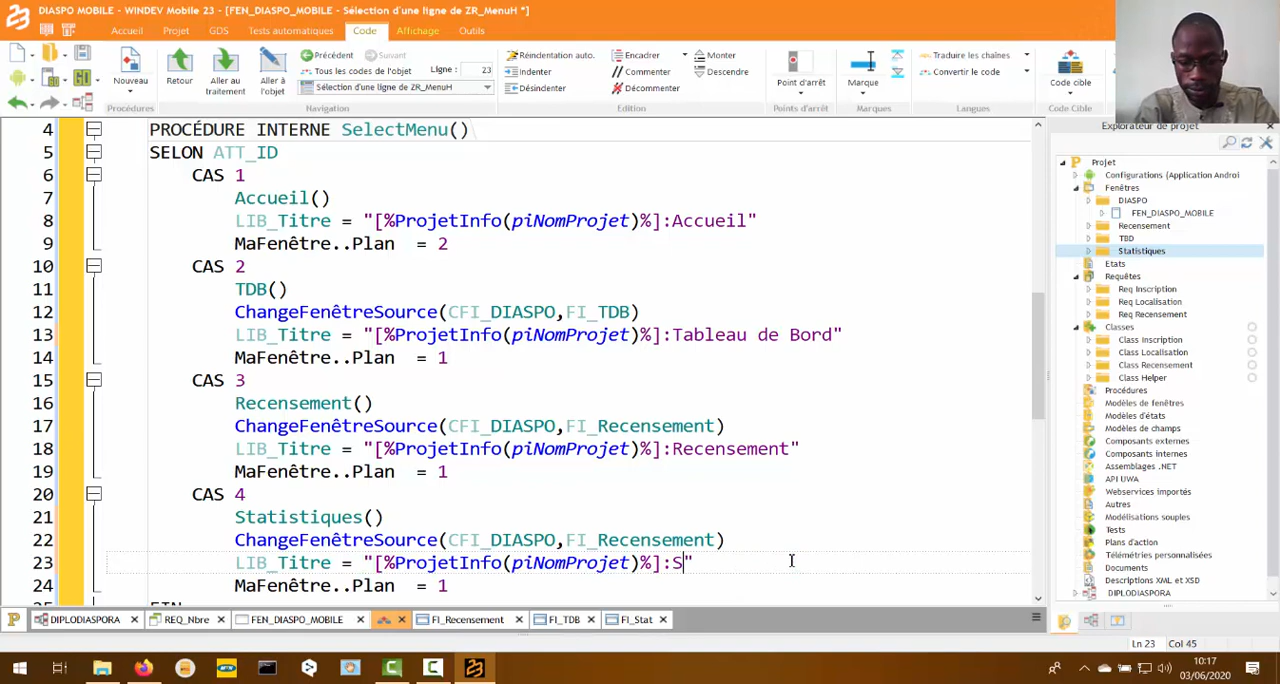 DIASPO MOBILE - WINDEV Mobile 23 - [FEN_DIASPO_MOBILE - Sélection d'une ligne de ZR_MenuH *]
Accueil Projet GDS Tests automatiques Code Affichage Outils
Nouveau
Retour
Aller au traitement
Aller à l'objet
Précédent Suivant
Tous les codes de l'objet Ligne : 23
Sélection d'une ligne de ZR_MenuH
Réindentation auto.
Indenter
Désindenter
Encadrer
Commenter
Décommenter
Monter
Descendre
Point d'arrêt
Marque
Traduire les chaînes
Convertir le code
Code cible
Procédures Navigation Edition Points d'arrêt Marques Langues Code Cible
4 PROCÉDURE INTERNE SelectMenu()
5 SELON ATT_ID
6 CAS 1
7 Accueil()
8 LIB_Titre = "[%ProjetInfo(piNomProjet)%]:Accueil"
9 MaFenêtre..Plan = 2
10 CAS 2
11 TDB()
12 ChangeFenêtreSource(CFI_DIASPO,FI_TDB)
13 LIB_Titre = "[%ProjetInfo(piNomProjet)%]:Tableau de Bord"
14 MaFenêtre..Plan = 1
15 CAS 3
16 Recensement()
17 ChangeFenêtreSource(CFI_DIASPO,FI_Recensement)
18 LIB_Titre = "[%ProjetInfo(piNomProjet)%]:Recensement"
19 MaFenêtre..Plan = 1
20 CAS 4
21 Statistiques()
22 ChangeFenêtreSource(CFI_DIASPO,FI_Recensement)
23 LIB_Titre = "[%ProjetInfo(piNomProjet)%]:S"
24 MaFenêtre..Plan = 1
Explorateur de projet
Projet
Configurations (Application Androi
Fenêtres
DIASPO
FEN_DIASPO_MOBILE
Recensement
TBD
Statistiques
Etats
Requêtes
Req Inscription
Req Localisation
Req Recensement
Classes
Class Inscription
Class Localisation
Class Recensement
Class Helper
Procédures
Modèles de fenêtres
Modèles d'états
Modèles de champs
Composants externes
Composants internes
Assemblages .NET
API UWA
Webservices importés
Autres
Modélisations souples
Tests
Plans d'action
Télémétries personnalisées
Documents
Descriptions XML et XSD
DIPLODIASPORA
DIPLODIASPORA REQ_Nbre FEN_DIASPO_MOBILE FI_Recensement FI_TDB FI_Stat
Ln 23 Col 45
10:17
03/06/2020